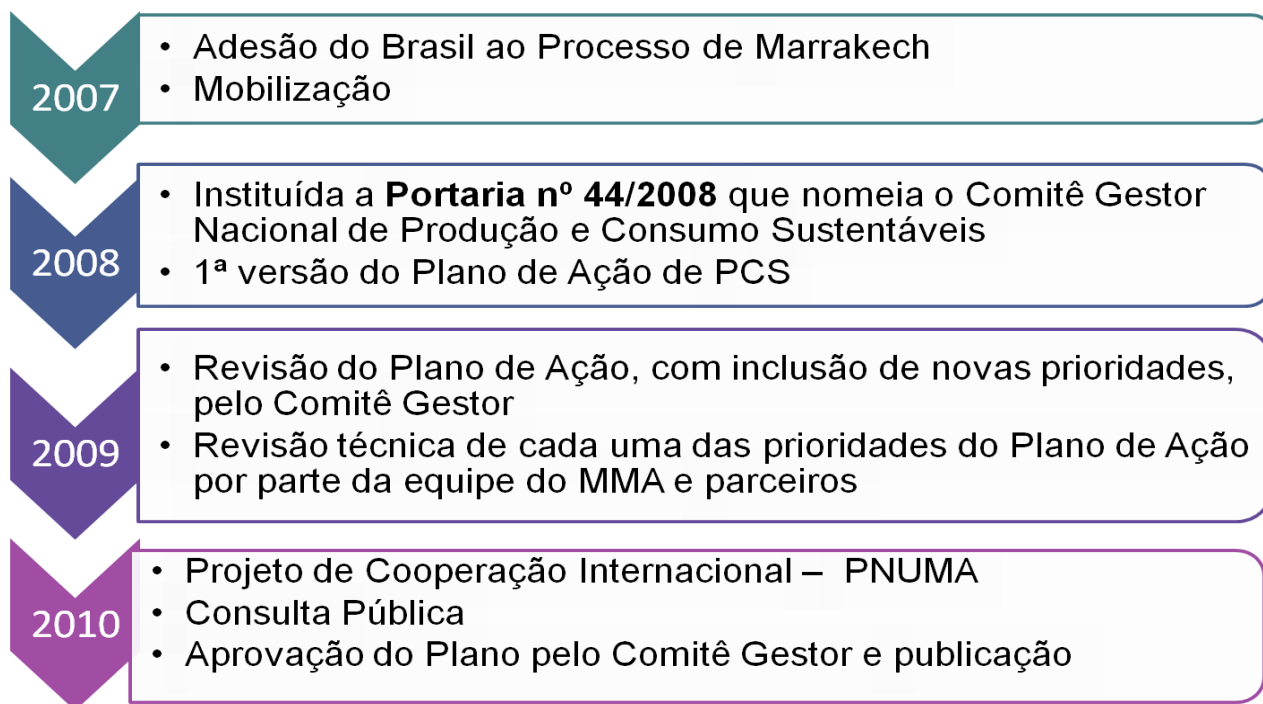 2007
• Adesão do Brasil ao Processo de Marrakech
• Mobilização
2008
• Instituída a Portaria nº 44/2008 que nomeia o Comitê Gestor
Nacional de Produção e Consumo Sustentáveis
• 1ª versão do Plano de Ação de PCS
2009
• Revisão do Plano de Ação, com inclusão de novas prioridades,
pelo Comitê Gestor
• Revisão técnica de cada uma das prioridades do Plano de Ação
por parte da equipe do MMA e parceiros
2010
• Projeto de Cooperação Internacional – PNUMA
• Consulta Pública
• Aprovação do Plano pelo Comitê Gestor e publicação